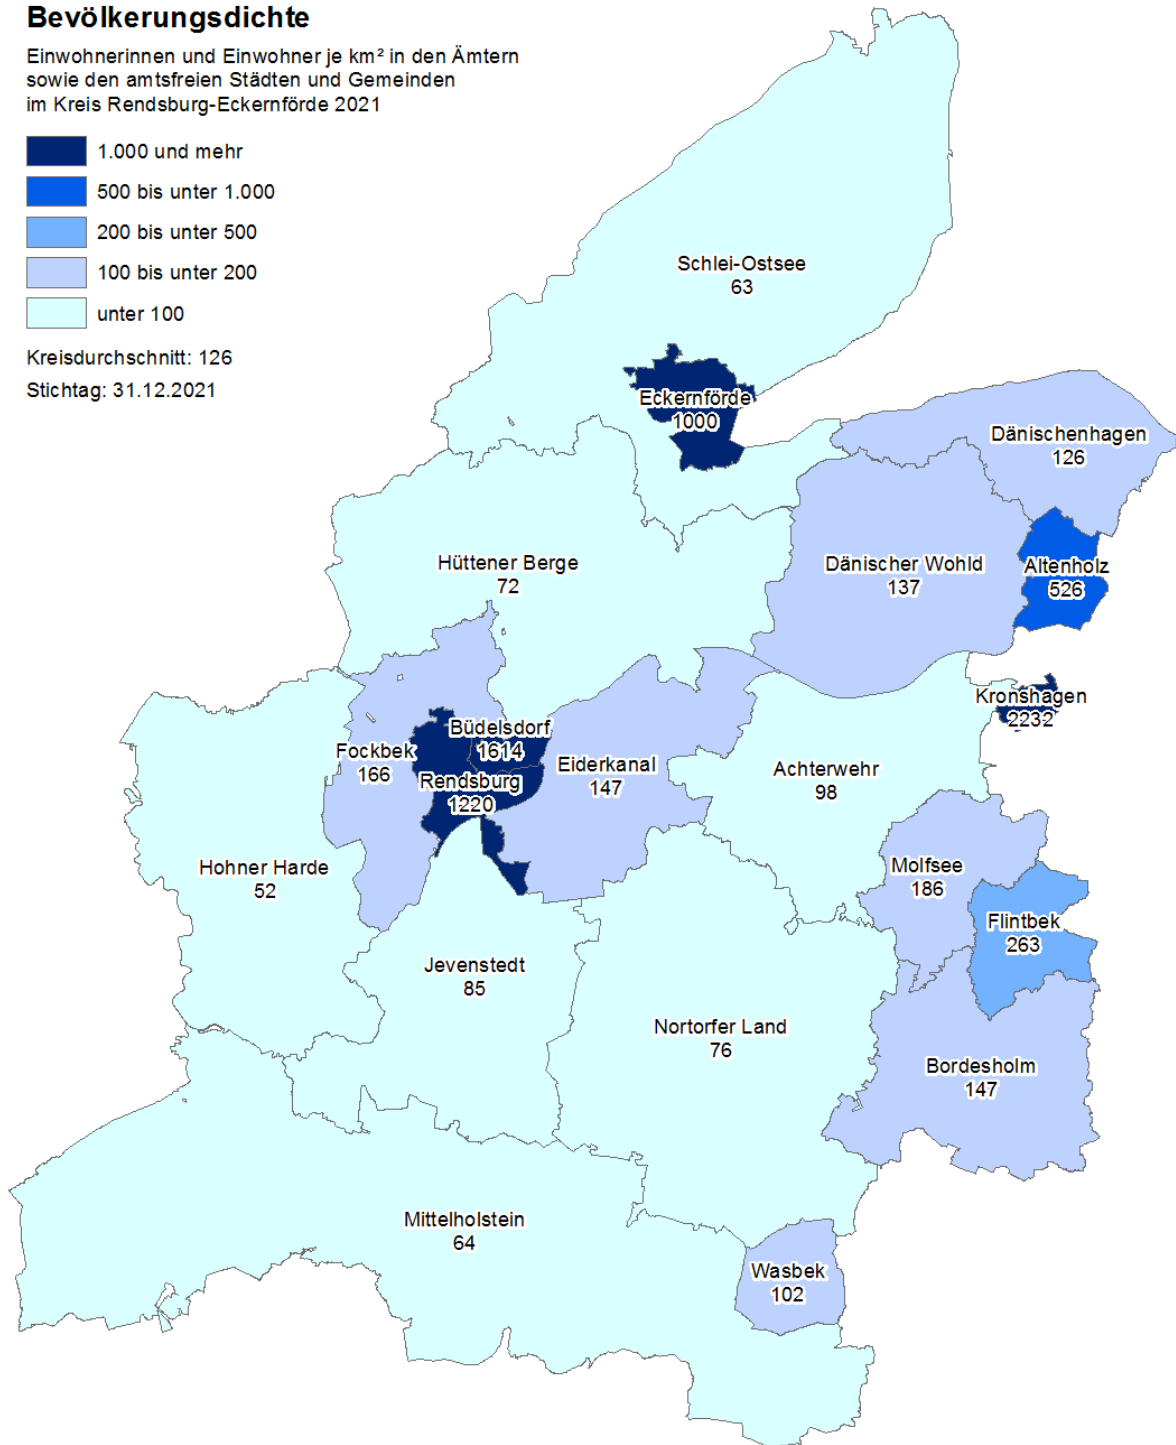 Bevölkerungsdichte
Einwohnerinnen und Einwohner je km² in den Ämtern
sowie den amtsfreien Städten und Gemeinden
im Kreis Rendsburg-Eckernförde 2021
1.000 und mehr
500 bis unter 1.000
200 bis unter 500
100 bis unter 200
unter 100
Kreisdurchschnitt: 126
Stichtag: 31.12.2021
Schlei-Ostsee
63
Eckernförde
1000
Dänischenhagen
126
Hüttener Berge
72
Dänischer Wohld
137
Altenholz
526
Kronshagen
2232
Büdelsdorf
1614
Fockbek
166
Eiderkanal
147
Achterwehr
98
Rendsburg
1220
Hohner Harde
52
Molfsee
186
Flintbek
263
Jevenstedt
85
Nortorfer Land
76
Bordesholm
147
Mittelholstein
64
Wasbek
102